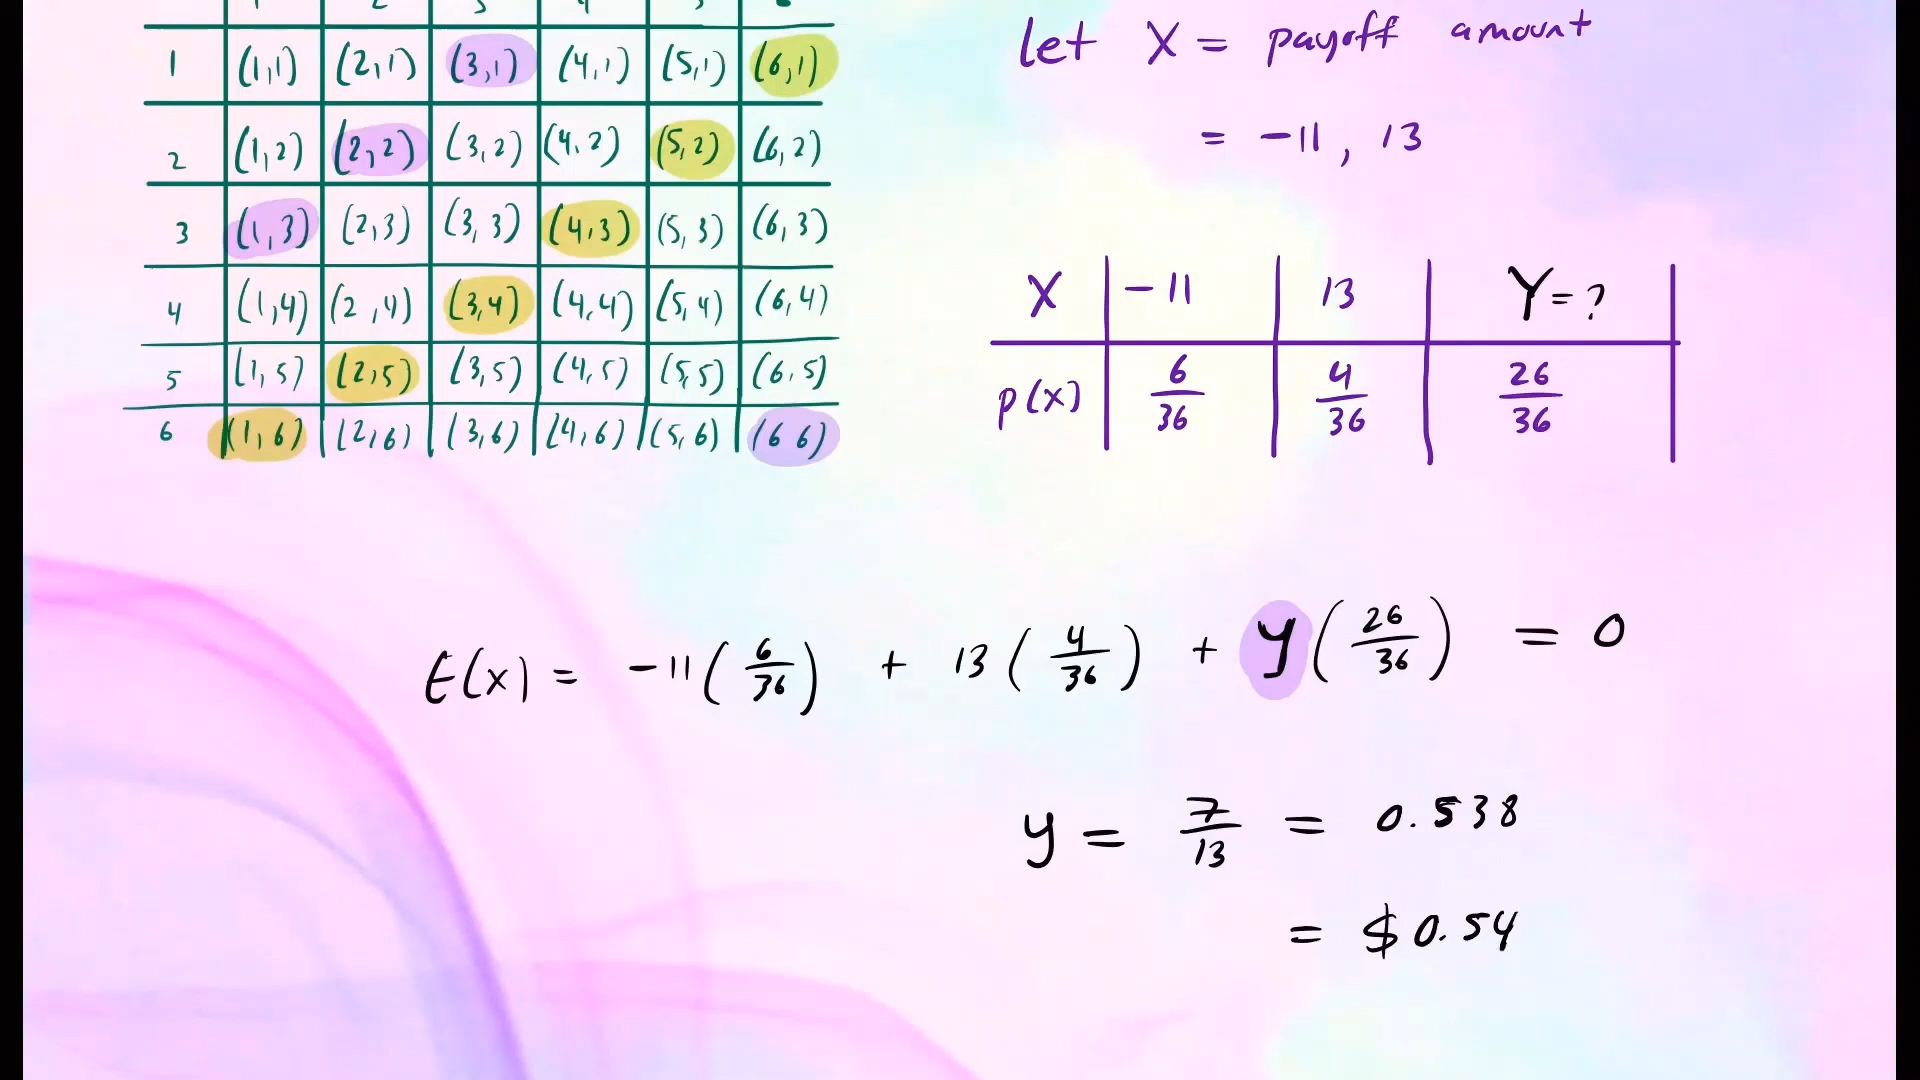 1 2 3 4 5
1 (1,1) (2,1) (3,1) (4,1) (5,1) (6,1)
2 (1,2) (2,2) (3,2) (4,2) (5,2) (6,2)
3 (1,3) (2,3) (3,3) (4,3) (5,3) (6,3)
4 (1,4) (2,4) (3,4) (4,4) (5,4) (6,4)
5 (1,5) (2,5) (3,5) (4,5) (5,5) (6,5)
6 (1,6) (2,6) (3,6) (4,6) (5,6) (6 6)
let X = payoff amount
= -11, 13
X -11 13 Y=?
p(x) 6/36 4/36 26/36
E(x) = -11(6/36) + 13(4/36) + y(26/36) = 0
y = 7/13 = 0.538
= $0.54